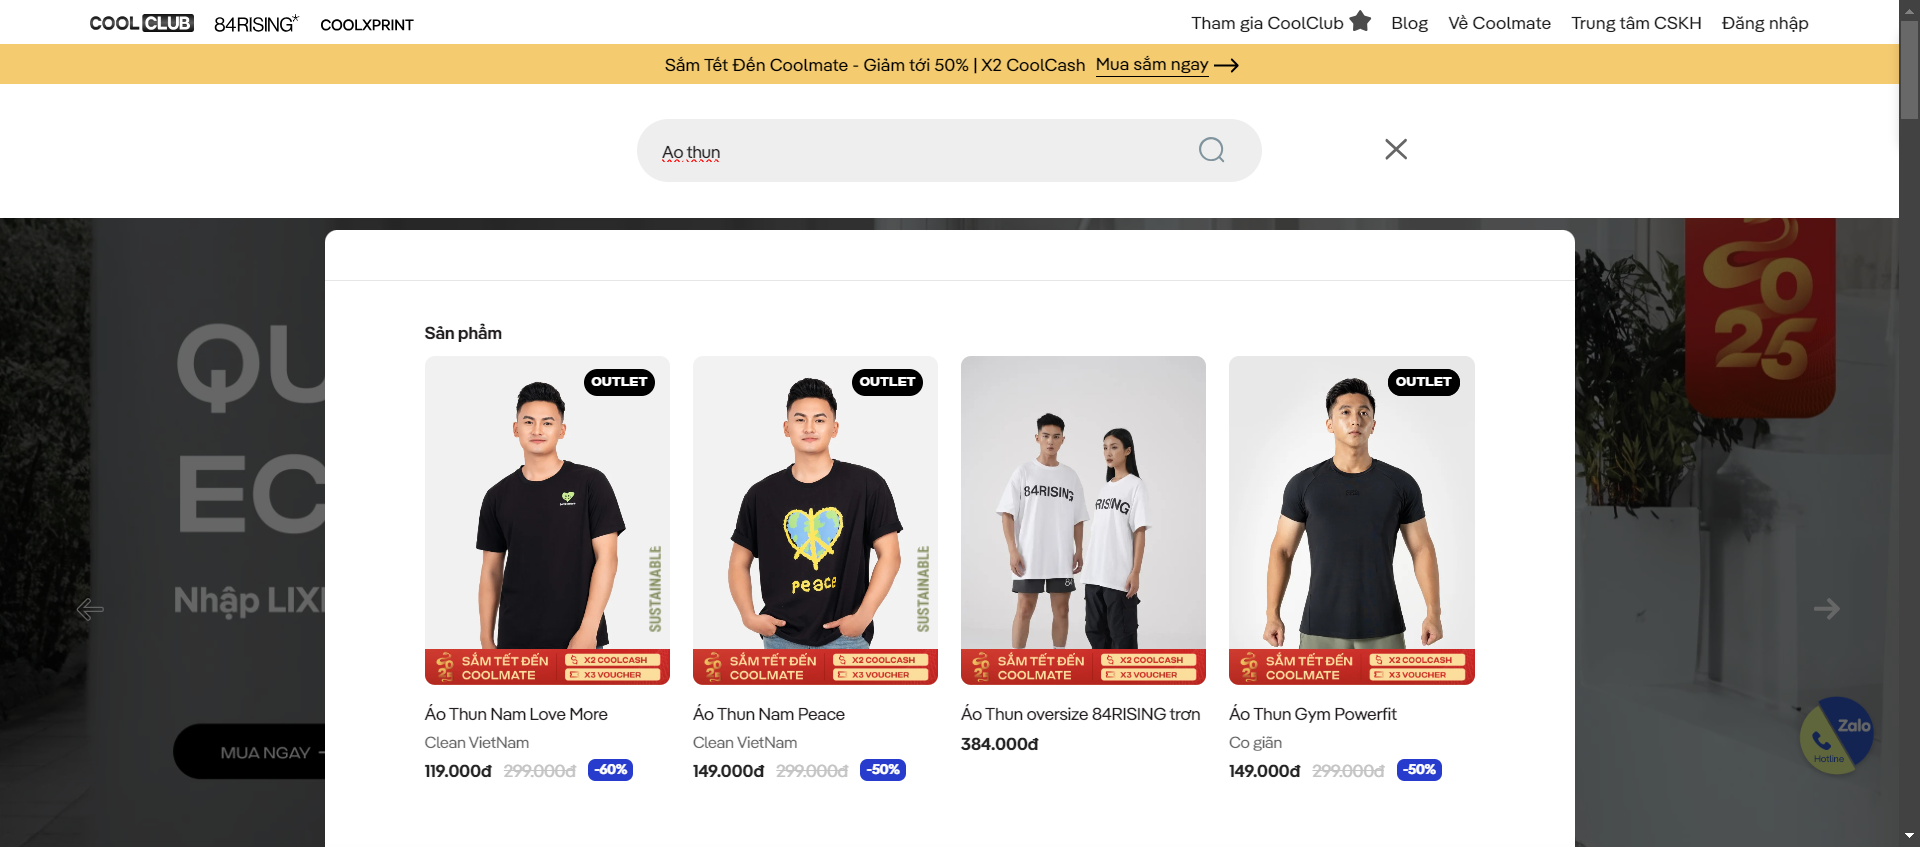 COOLCLUB 84RISING* COOLXPRINT
Tham gia CoolClub Blog Về Coolmate Trung tâm CSKH Đăng nhập
Sắm Tết Đến Coolmate - Giảm tới 50% | X2 CoolCash Mua sắm ngay
Ao thun
2025
QU
EC
Nhập LIXI
MUA NGAY
Sản phẩm
OUTLET OUTLET OUTLET
84RISING RISING
Peace
SUSTAINABLE SUSTAINABLE
SẮM TẾT ĐẾN COOLMATE X2 COOLCASH X3 VOUCHER
SẮM TẾT ĐẾN COOLMATE X2 COOLCASH X3 VOUCHER
SẮM TẾT ĐẾN COOLMATE X2 COOLCASH X3 VOUCHER
SẮM TẾT ĐẾN COOLMATE X2 COOLCASH X3 VOUCHER
Áo Thun Nam Love More
Clean VietNam
119.000đ 299.000đ -60%
Áo Thun Nam Peace
Clean VietNam
149.000đ 299.000đ -50%
Áo Thun oversize 84RISING trơn
384.000đ
Áo Thun Gym Powerfit
Co giãn
149.000đ 299.000đ -50%
Zalo
Hotline